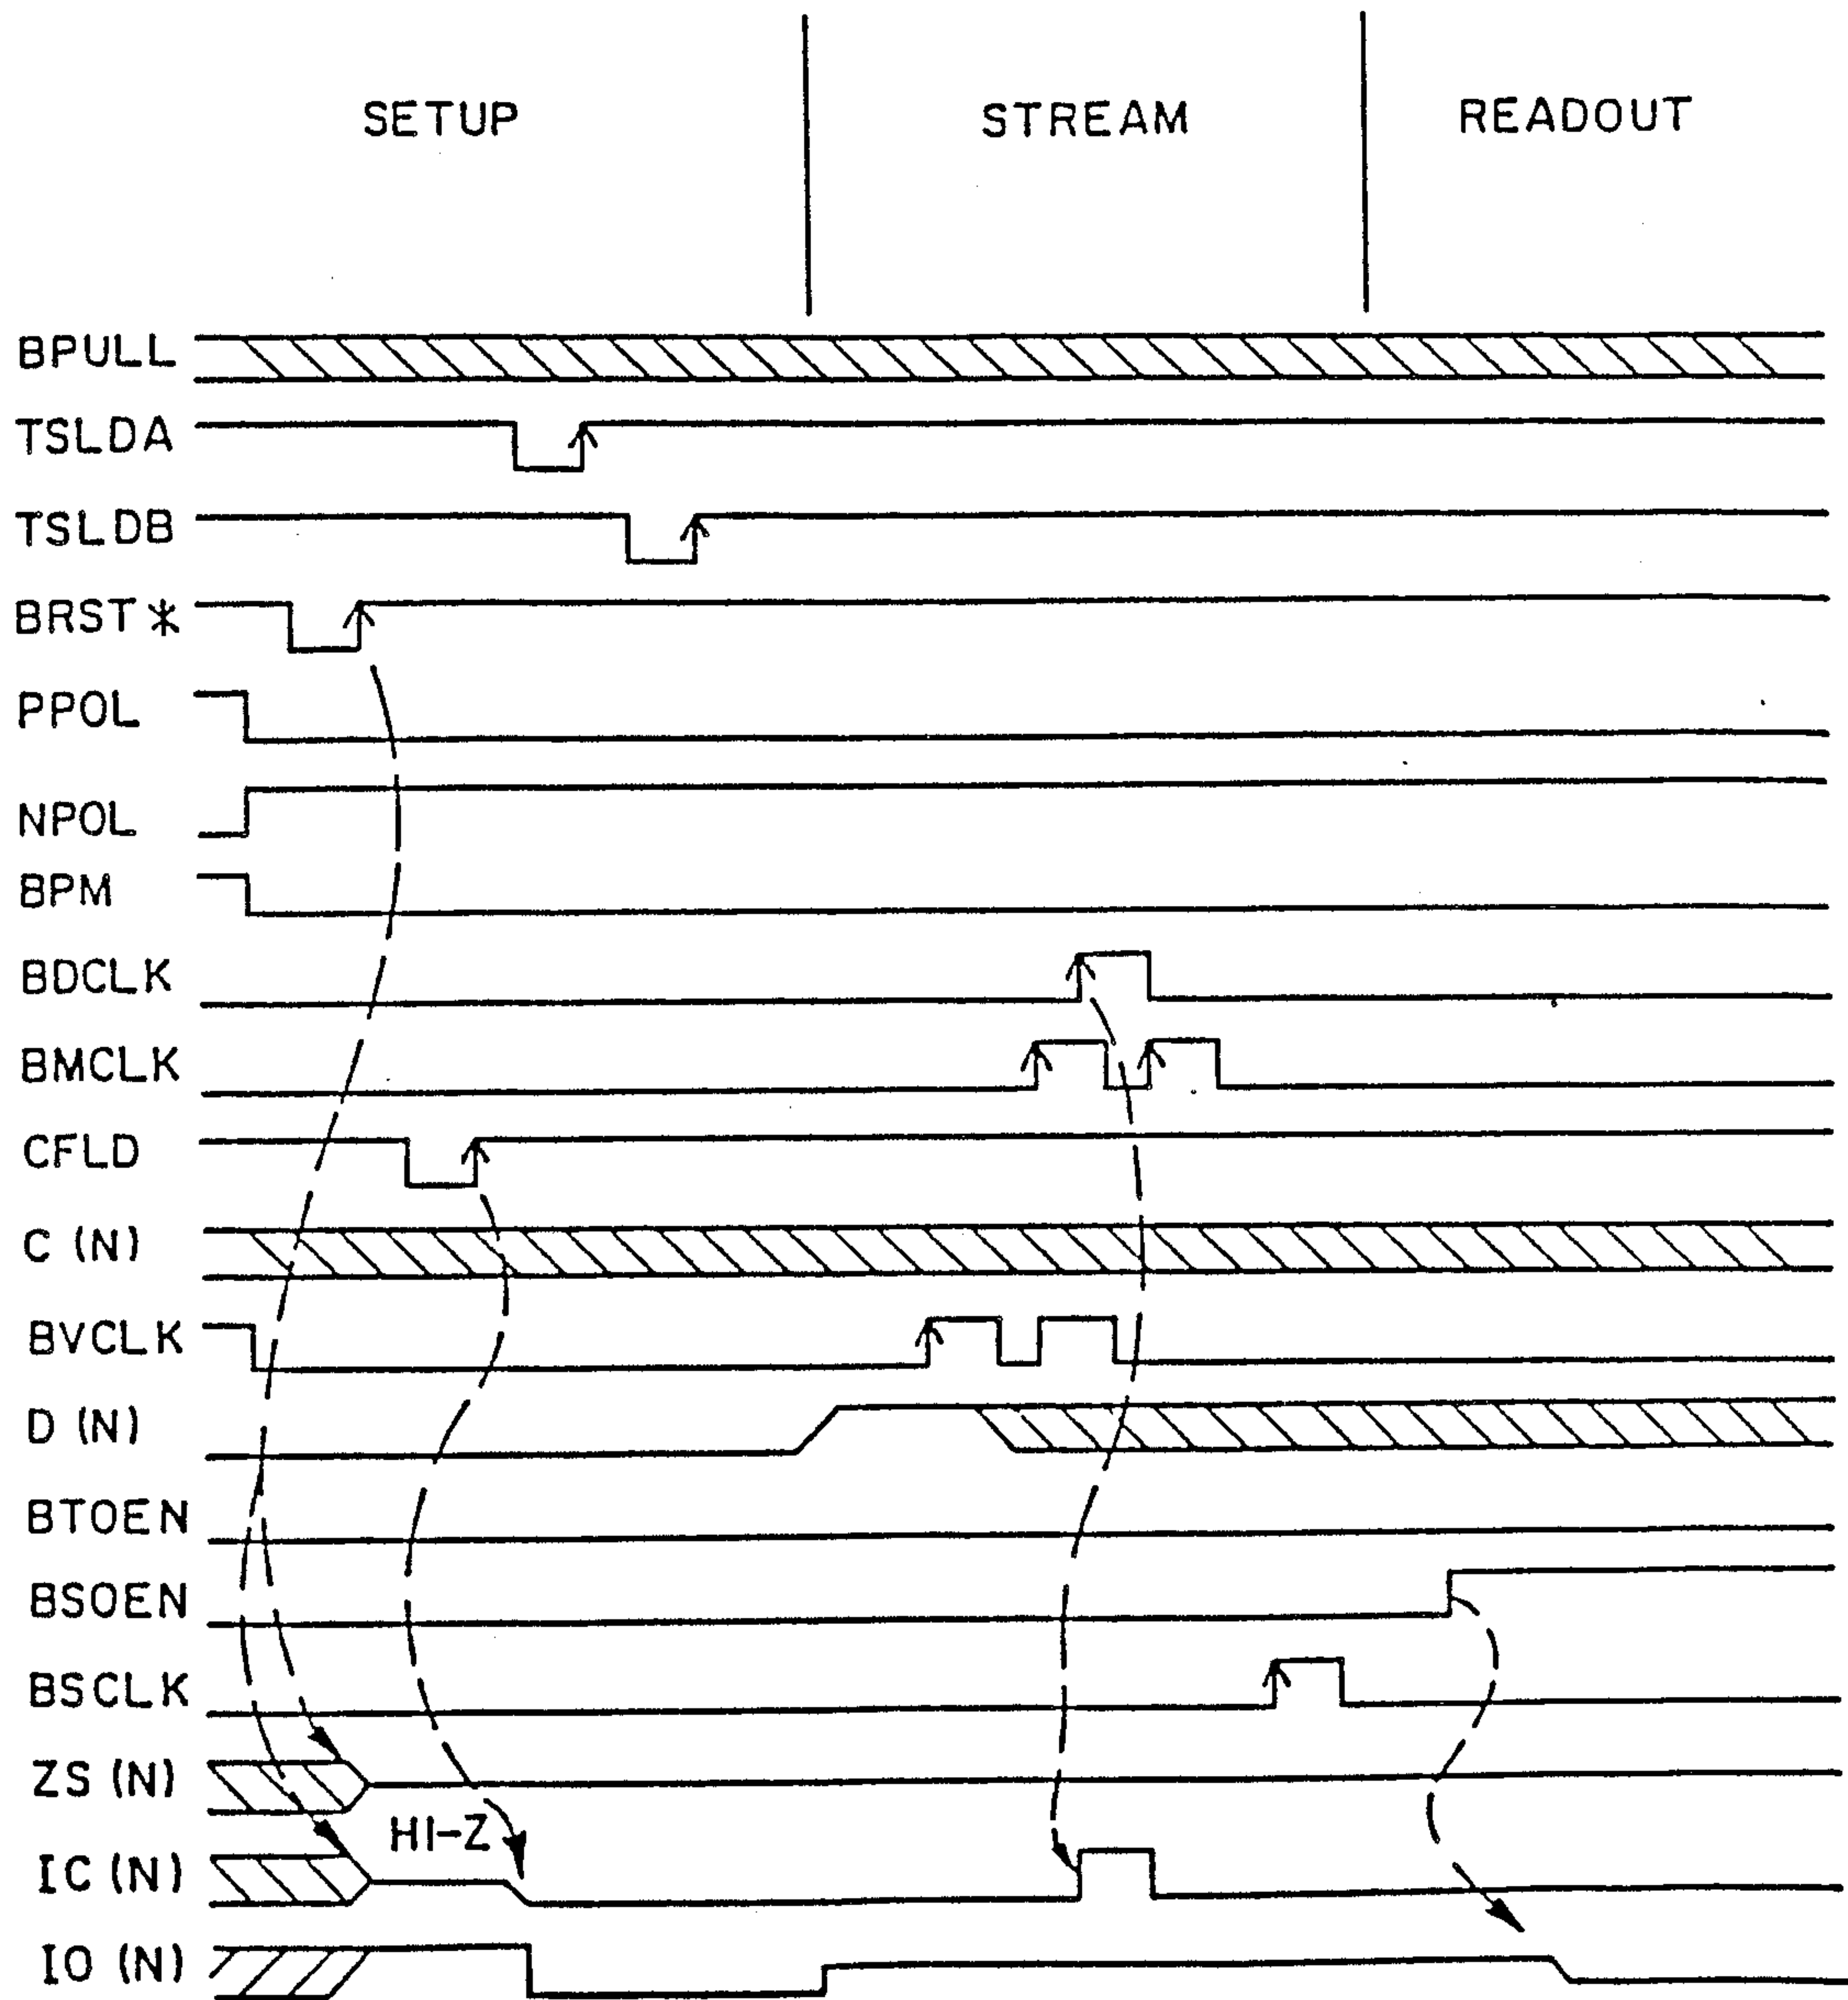 SETUP STREAM READOUT
BPULL
TSLDA
TSLDB
BRST*
PPOL
NPOL
BPM
BDCLK
BMCLK
CFLD
C (N)
BVCLK
D (N)
BTOEN
BSOEN
BSCLK
ZS (N)
HI-Z
IC (N)
IO (N)